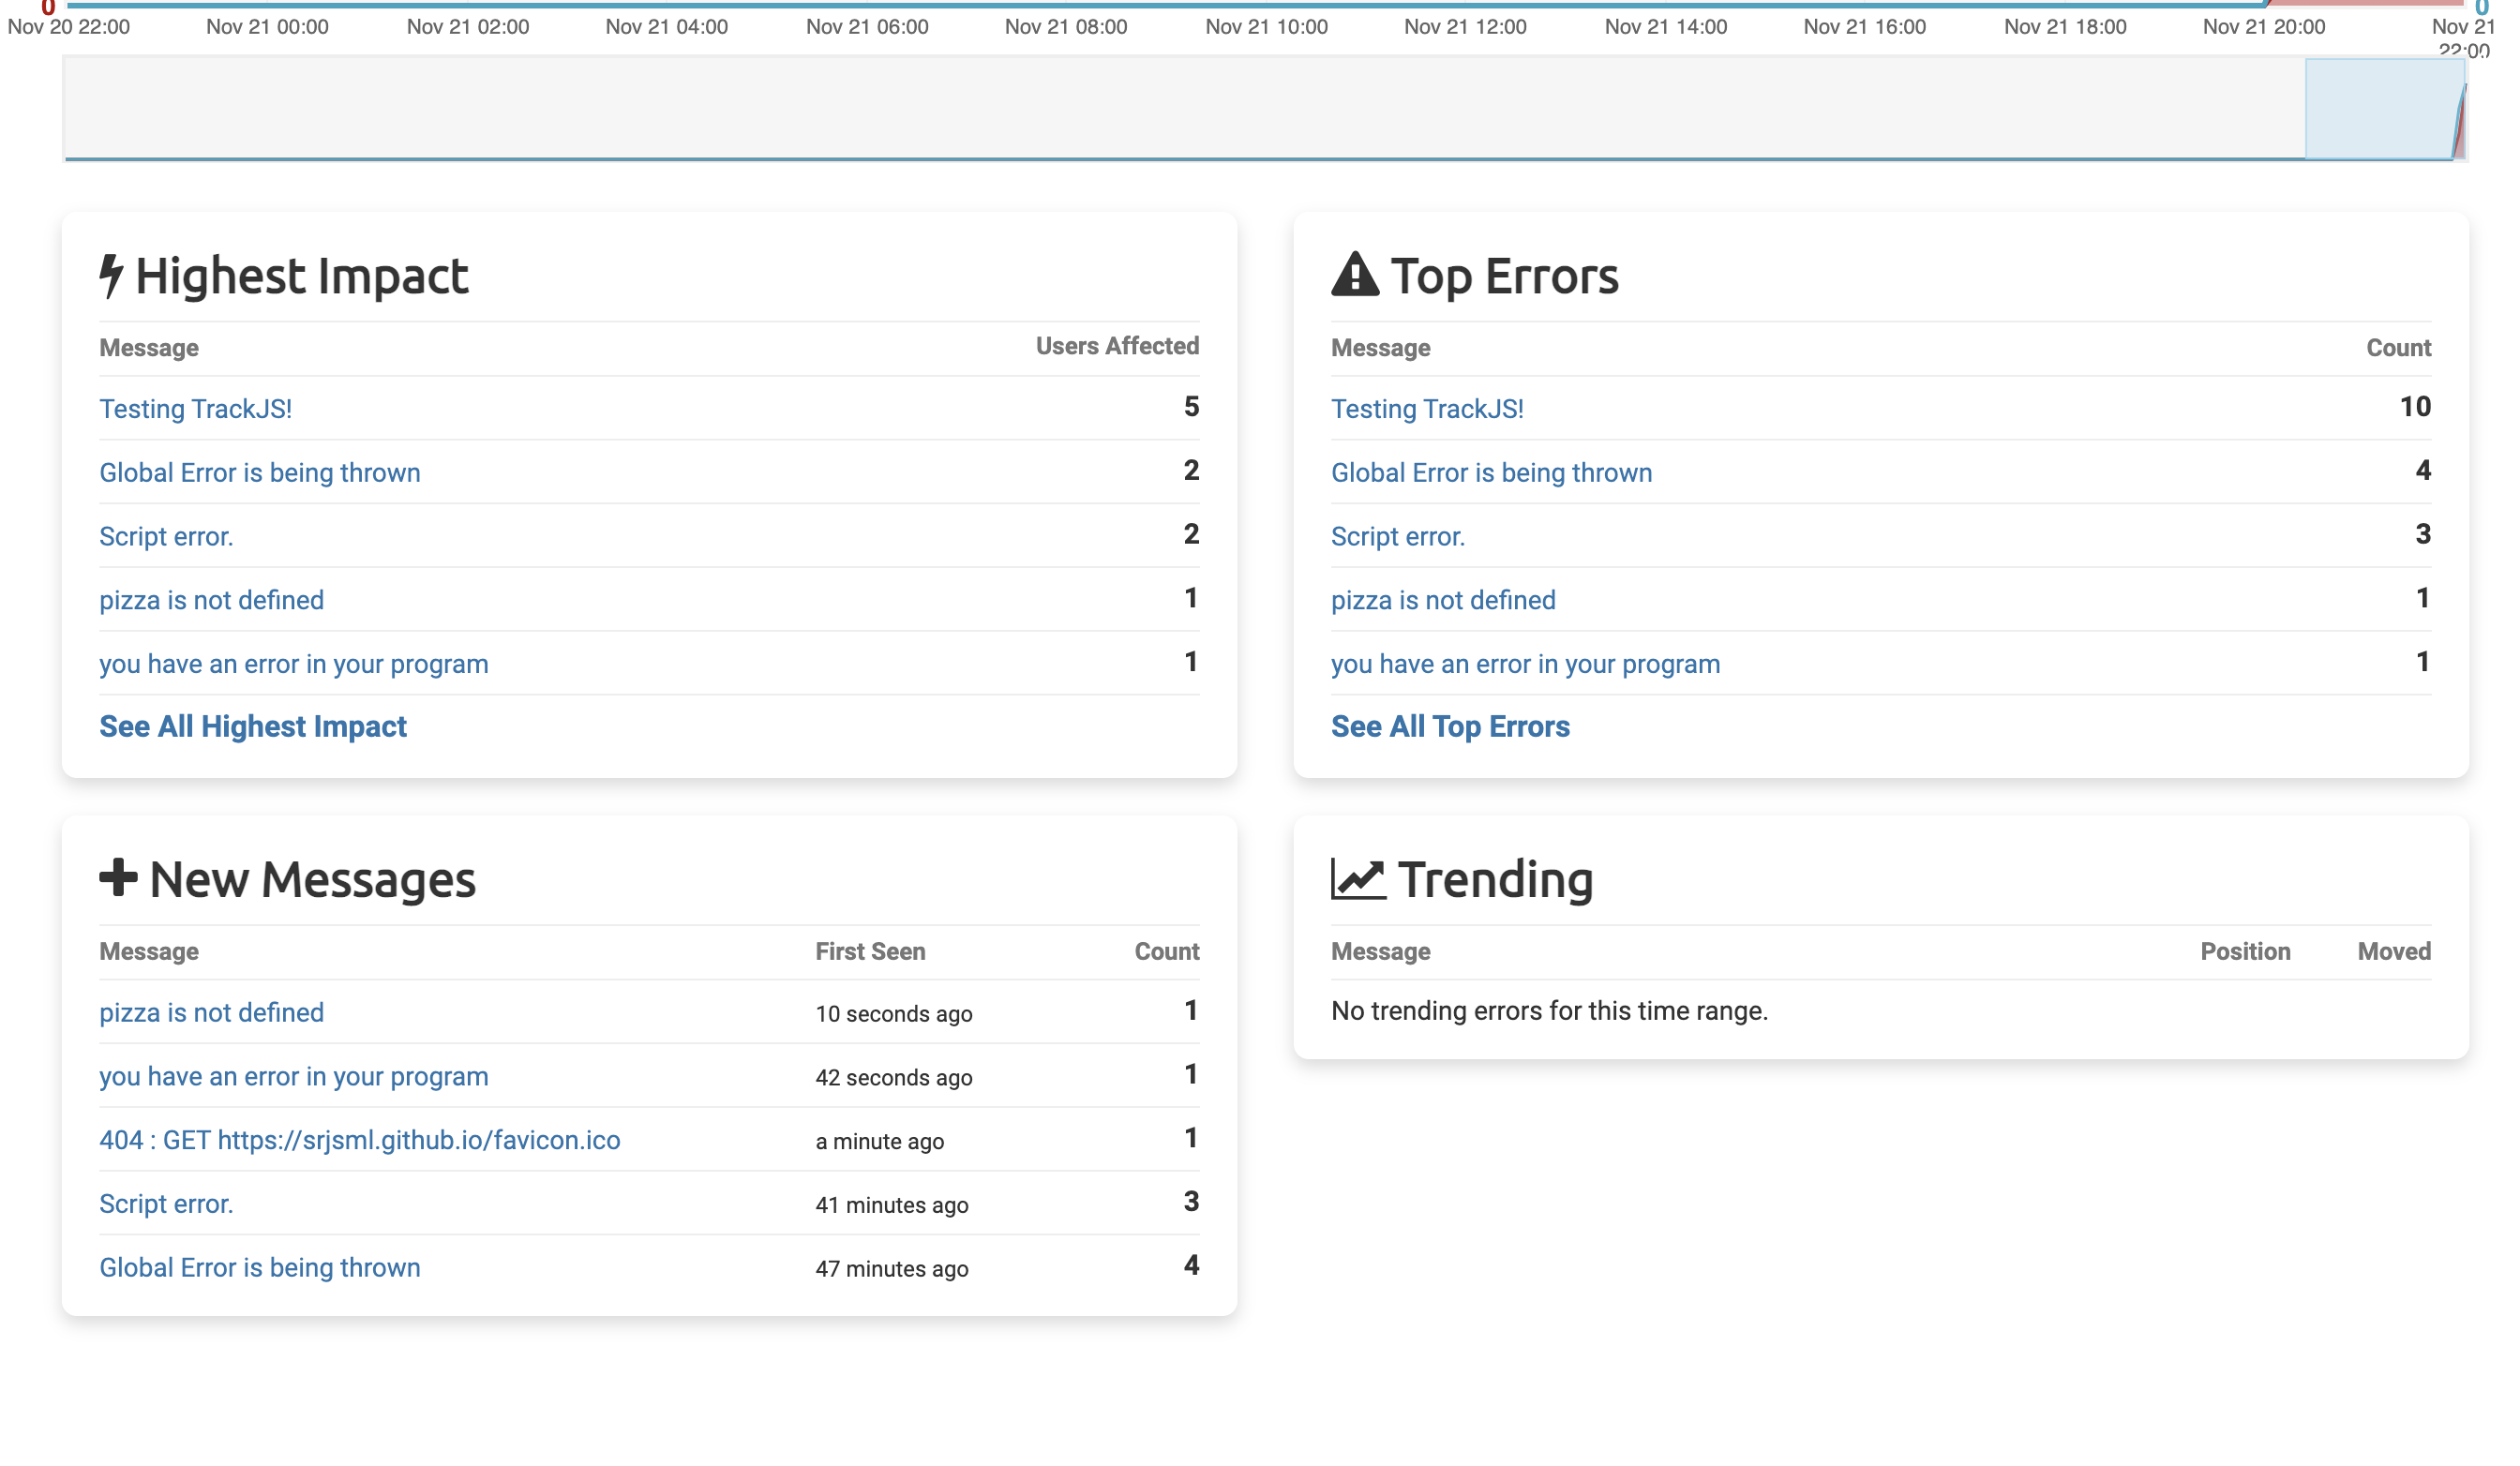 0 0
Nov 20 22:00 Nov 21 00:00 Nov 21 02:00 Nov 21 04:00 Nov 21 06:00 Nov 21 08:00 Nov 21 10:00 Nov 21 12:00 Nov 21 14:00 Nov 21 16:00 Nov 21 18:00 Nov 21 20:00 Nov 21
22:00
Highest Impact
Message Users Affected
Testing TrackJS! 5
Global Error is being thrown 2
Script error. 2
pizza is not defined 1
you have an error in your program 1
See All Highest Impact
Top Errors
Message Count
Testing TrackJS! 10
Global Error is being thrown 4
Script error. 3
pizza is not defined 1
you have an error in your program 1
See All Top Errors
New Messages
Message First Seen Count
pizza is not defined 10 seconds ago 1
you have an error in your program 42 seconds ago 1
404 : GET https://srjsml.github.io/favicon.ico a minute ago 1
Script error. 41 minutes ago 3
Global Error is being thrown 47 minutes ago 4
Trending
Message Position Moved
No trending errors for this time range.